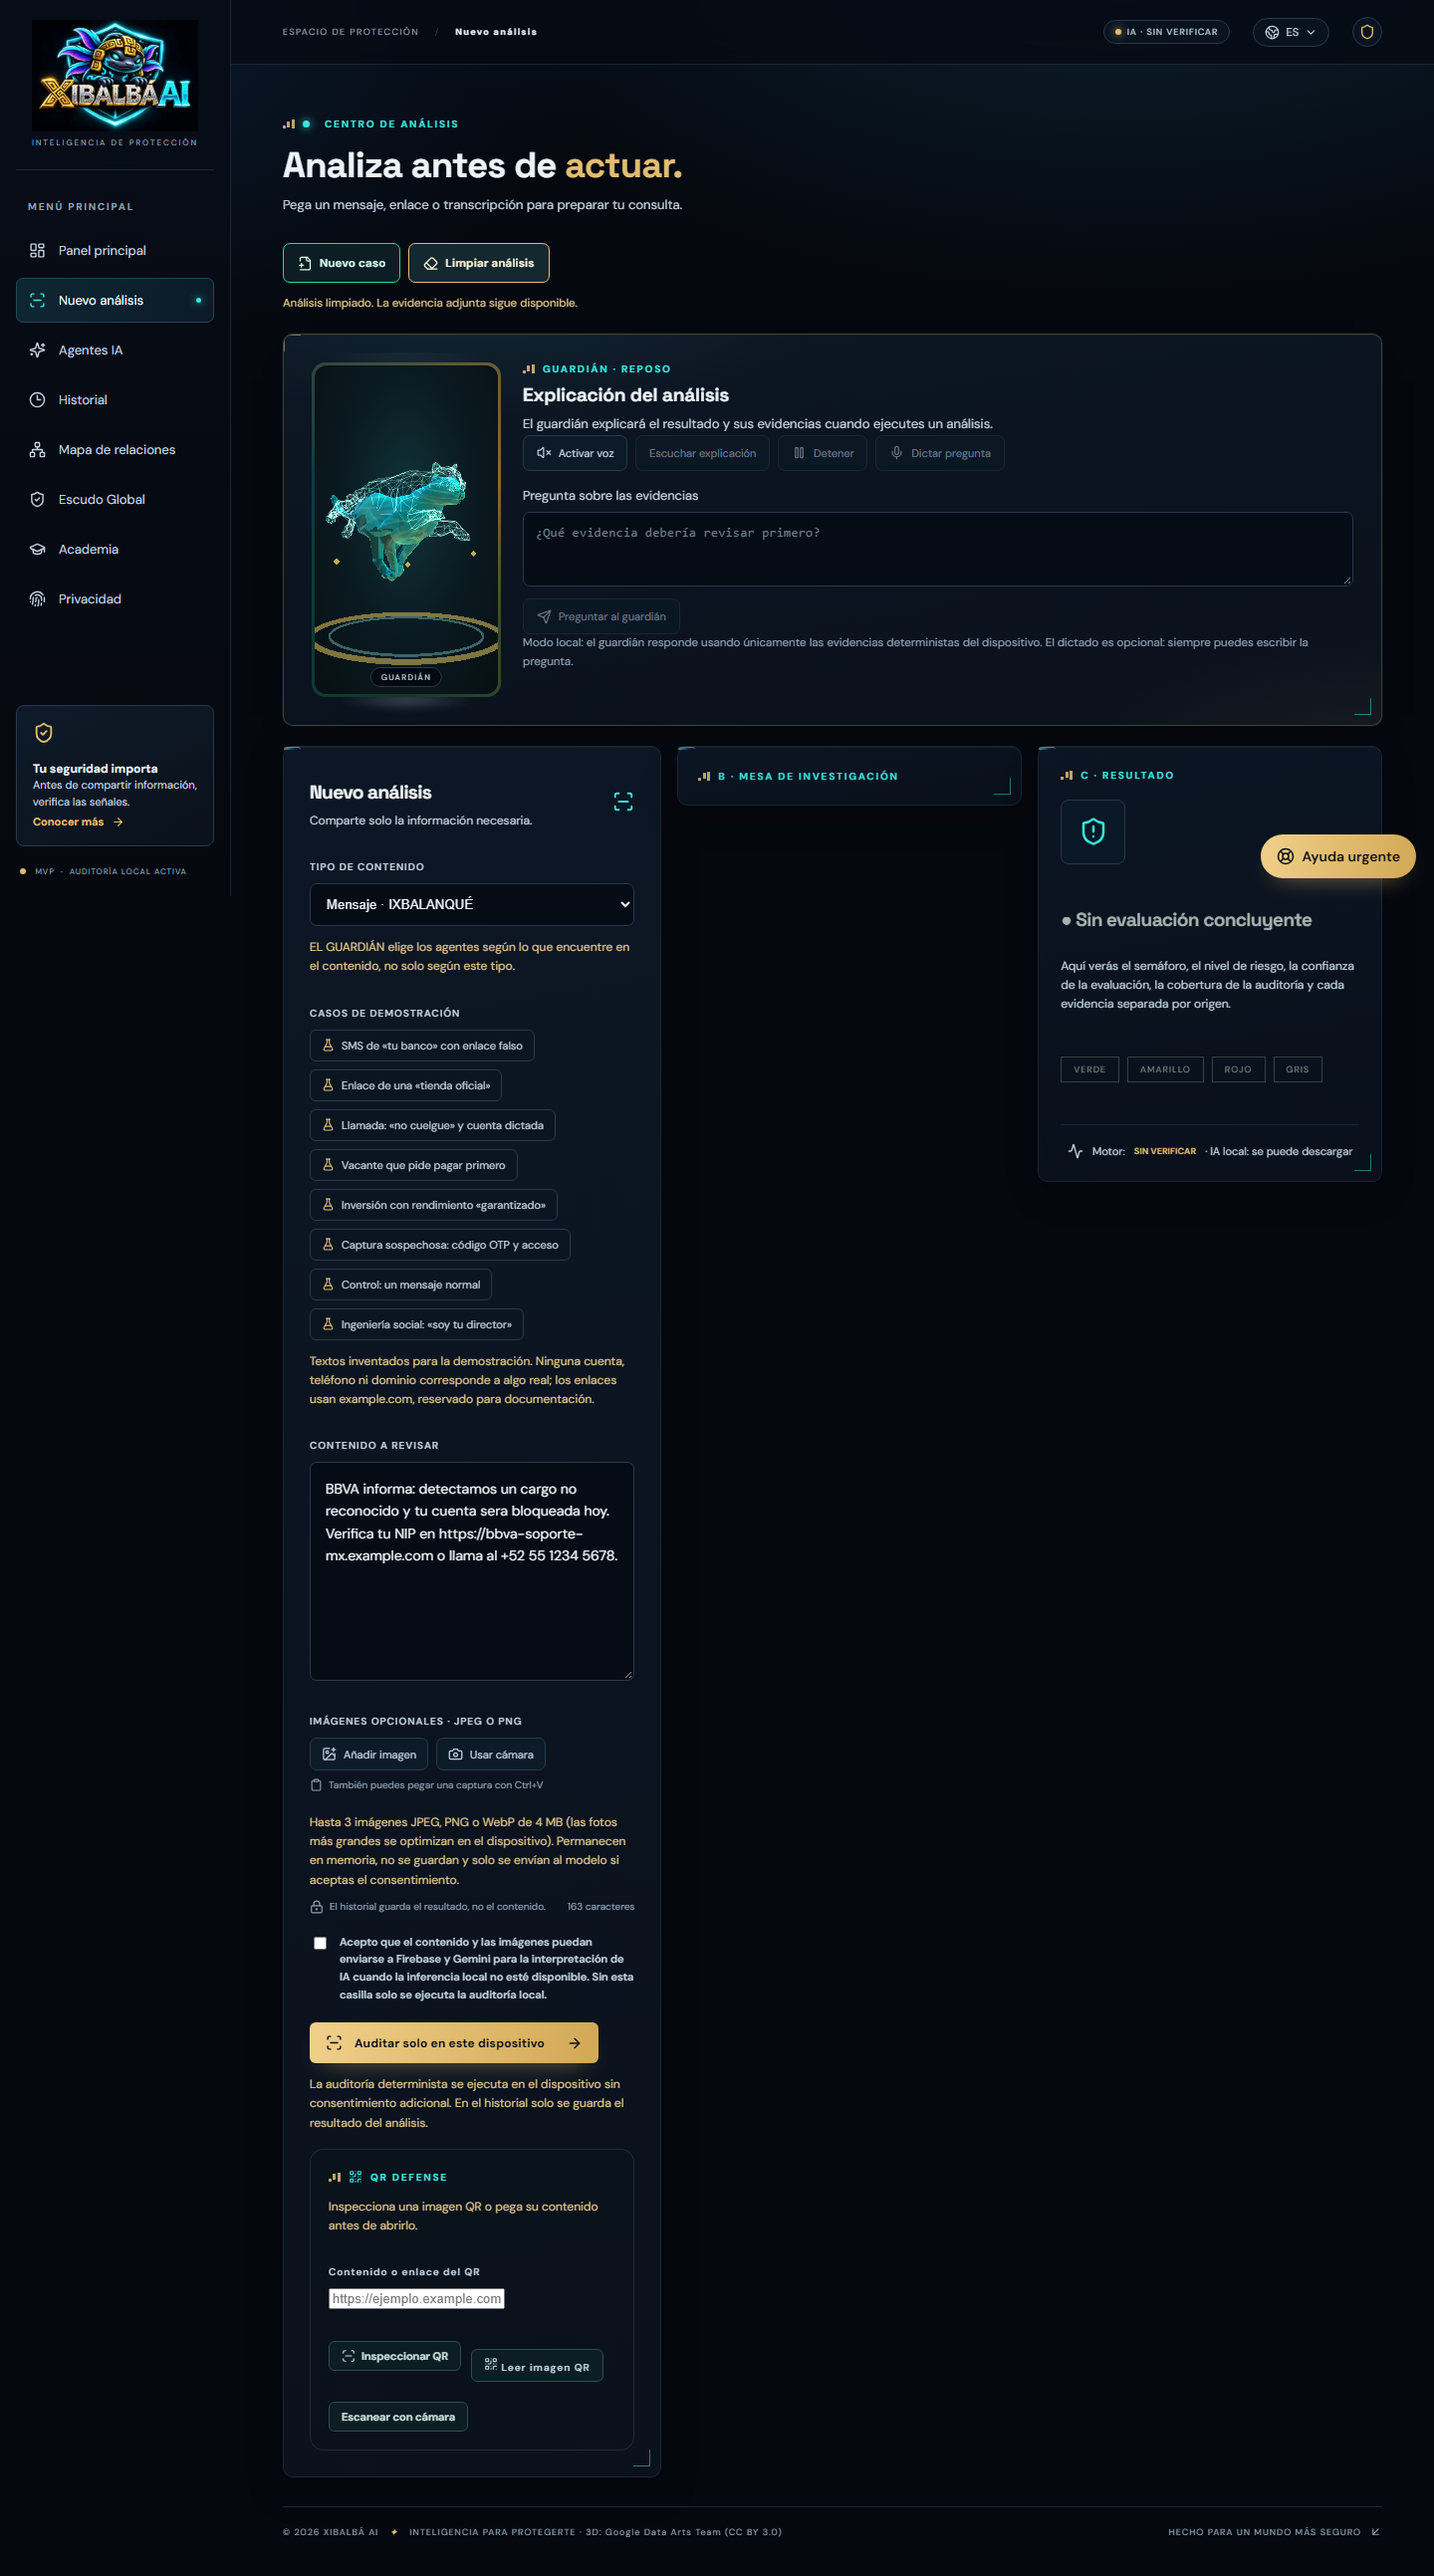 XIBALBÁ AI
INTELIGENCIA DE PROTECCIÓN
MENÚ PRINCIPAL
Panel principal
Nuevo análisis
Agentes IA
Historial
Mapa de relaciones
Escudo Global
Academia
Privacidad
Tu seguridad importa
Antes de compartir información,
verifica las señales.
Conocer más
MVP · AUDITORÍA LOCAL ACTIVA
ESPACIO DE PROTECCIÓN / Nuevo análisis
IA · SIN VERIFICAR
ES
CENTRO DE ANÁLISIS
Analiza antes de actuar.
Pega un mensaje, enlace o transcripción para preparar tu consulta.
Nuevo caso
Limpiar análisis
Análisis limpiado. La evidencia adjunta sigue disponible.
GUARDIÁN
GUARDIÁN · REPOSO
Explicación del análisis
El guardián explicará el resultado y sus evidencias cuando ejecutes un análisis.
Activar voz
Escuchar explicación
Detener
Dictar pregunta
Pregunta sobre las evidencias
¿Qué evidencia debería revisar primero?
Preguntar al guardián
Modo local: el guardián responde usando únicamente las evidencias deterministas del dispositivo. El dictado es opcional: siempre puedes escribir la
pregunta.
Nuevo análisis
Comparte solo la información necesaria.
TIPO DE CONTENIDO
Mensaje · IXBALANQUÉ
EL GUARDIÁN elige los agentes según lo que encuentre en
el contenido, no solo según este tipo.
CASOS DE DEMOSTRACIÓN
SMS de «tu banco» con enlace falso
Enlace de una «tienda oficial»
Llamada: «no cuelgue» y cuenta dictada
Vacante que pide pagar primero
Inversión con rendimiento «garantizado»
Captura sospechosa: código OTP y acceso
Control: un mensaje normal
Ingeniería social: «soy tu director»
Textos inventados para la demostración. Ninguna cuenta,
teléfono ni dominio corresponde a algo real; los enlaces
usan example.com, reservado para documentación.
CONTENIDO A REVISAR
BBVA informa: detectamos un cargo no
reconocido y tu cuenta sera bloqueada hoy.
Verifica tu NIP en https://bbva-soporte-
mx.example.com o llama al +52 55 1234 5678.
IMÁGENES OPCIONALES · JPEG O PNG
Añadir imagen
Usar cámara
También puedes pegar una captura con Ctrl+V
Hasta 3 imágenes JPEG, PNG o WebP de 4 MB (las fotos
más grandes se optimizan en el dispositivo). Permanecen
en memoria, no se guardan y solo se envían al modelo si
aceptas el consentimiento.
El historial guarda el resultado, no el contenido. 163 caracteres
Acepto que el contenido y las imágenes puedan
enviarse a Firebase y Gemini para la interpretación de
IA cuando la inferencia local no esté disponible. Sin esta
casilla solo se ejecuta la auditoría local.
Auditar solo en este dispositivo
La auditoría determinista se ejecuta en el dispositivo sin
consentimiento adicional. En el historial solo se guarda el
resultado del análisis.
QR DEFENSE
Inspecciona una imagen QR o pega su contenido
antes de abrirlo.
Contenido o enlace del QR
https://ejemplo.example.com
Inspeccionar QR
Leer imagen QR
Escanear con cámara
B · MESA DE INVESTIGACIÓN
C · RESULTADO
Ayuda urgente
Sin evaluación concluyente
Aquí verás el semáforo, el nivel de riesgo, la confianza
de la evaluación, la cobertura de la auditoría y cada
evidencia separada por origen.
VERDE
AMARILLO
ROJO
GRIS
Motor: SIN VERIFICAR · IA local: se puede descargar
© 2026 XIBALBÁ AI ✦ INTELIGENCIA PARA PROTEGERTE · 3D: Google Data Arts Team (CC BY 3.0)
HECHO PARA UN MUNDO MÁS SEGURO